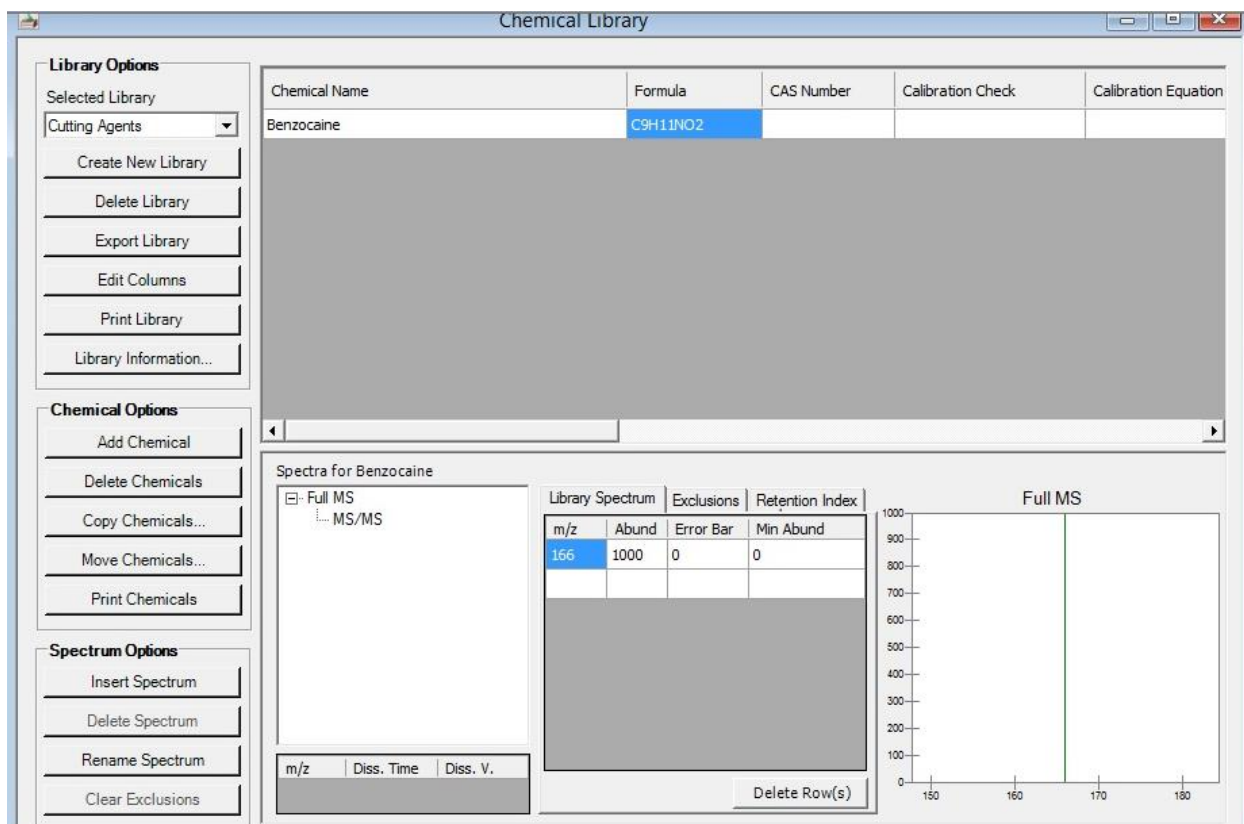 Chemical Library
Library Options
Selected Library
Cutting Agents
Create New Library
Delete Library
Export Library
Edit Columns
Print Library
Library Information...
Chemical Name Formula CAS Number Calibration Check Calibration Equation
Benzocaine C9H11NO2
Chemical Options
Add Chemical
Delete Chemicals
Copy Chemicals...
Move Chemicals...
Print Chemicals
Spectrum Options
Insert Spectrum
Delete Spectrum
Rename Spectrum
Clear Exclusions
Spectra for Benzocaine
Full MS
MS/MS
m/z Diss. Time Diss. V.
Library Spectrum Exclusions Retention Index
m/z Abund Error Bar Min Abund
166 1000 0 0
Delete Row(s)
Full MS
1000
900
800
700
600
500
400
300
200
100
0
150 160 170 180